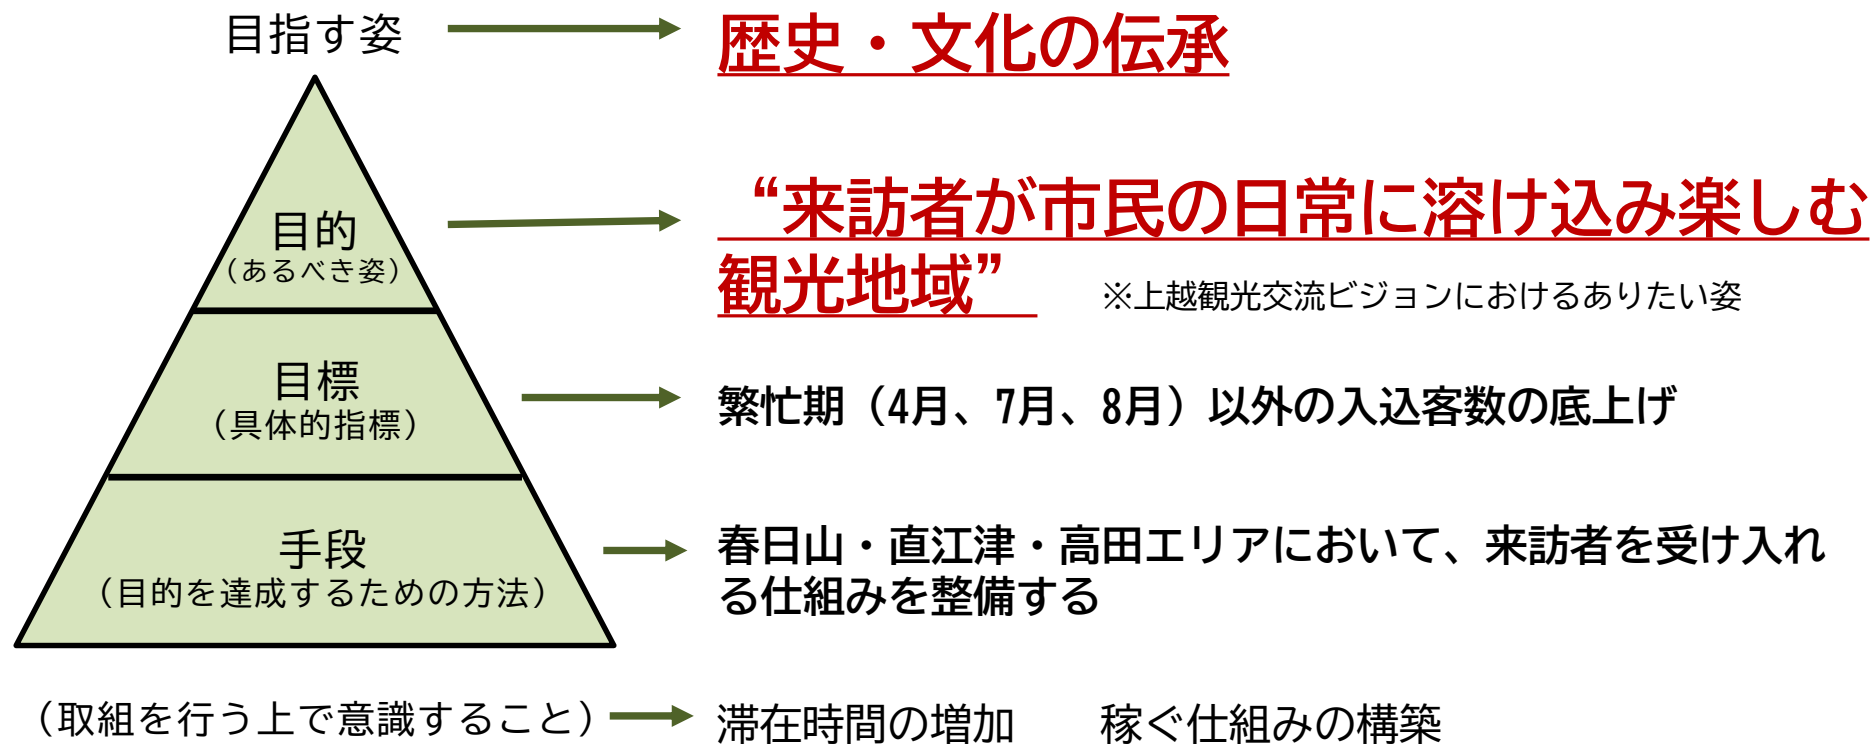 目指す姿
歴史・文化の伝承
目的
（あるべき姿）
“来訪者が市民の日常に溶け込み楽しむ
観光地域”
※上越観光交流ビジョンにおけるありたい姿
目標
（具体的指標）
繁忙期（4月、7月、8月）以外の入込客数の底上げ
手段
（目的を達成するための方法）
春日山・直江津・高田エリアにおいて、来訪者を受け入れ
る仕組みを整備する
（取組を行う上で意識すること）
滞在時間の増加　　稼ぐ仕組みの構築